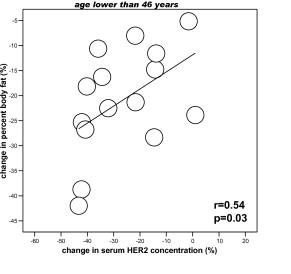 age lower than 46 years
change in percent body fat (%)
-5
-10
-15
-20
-25
-30
-35
-40
-45
r=0.54
p=0.03
-60 -50 -40 -30 -20 -10 0 10 20
change in serum HER2 concentration (%)